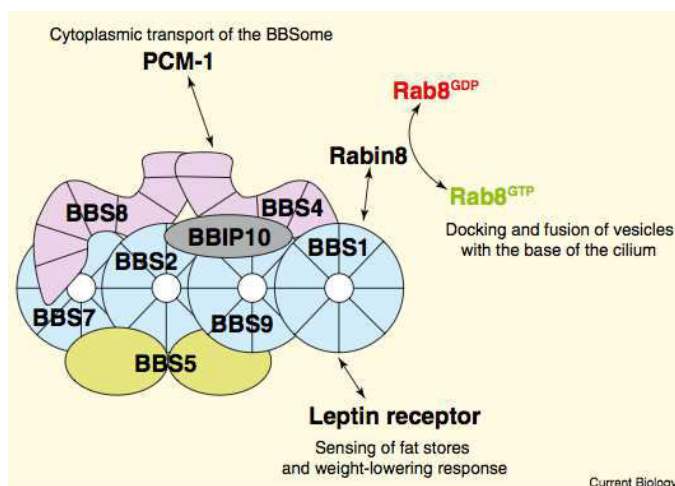 Cytoplasmic transport of the BBSome
PCM-1
Rab8GDP
Rabin8
Rab8GTP
Docking and fusion of vesicles
with the base of the cilium
BBS8
BBS4
BBIP10
BBS2
BBS1
BBS7
BBS9
BBS5
Leptin receptor
Sensing of fat stores
and weight-lowering response
Current Biology